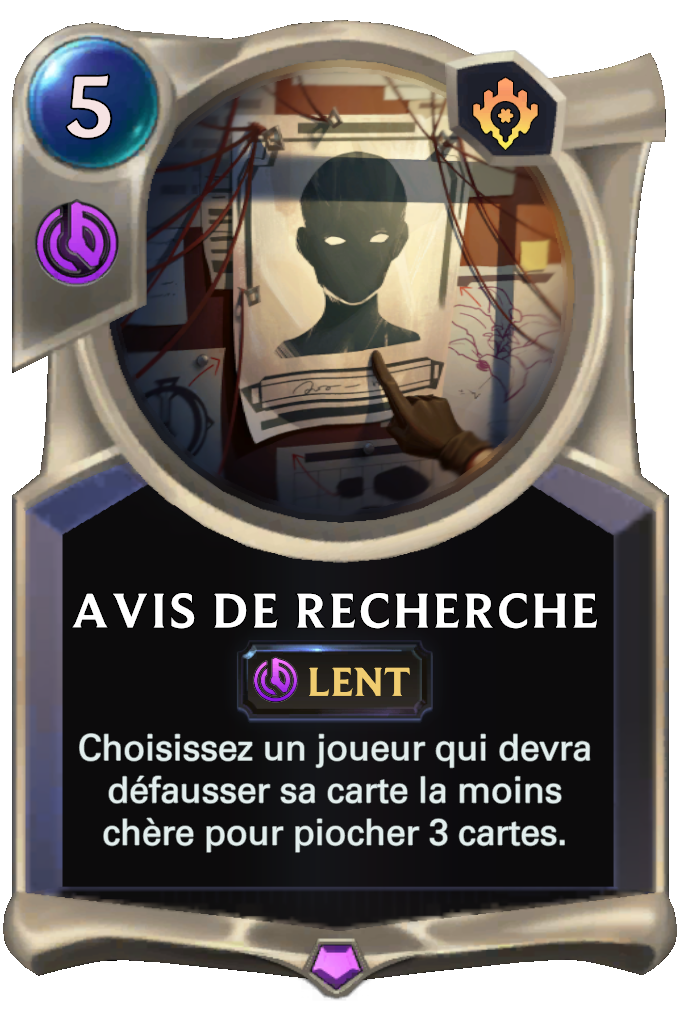 5
AVIS DE RECHERCHE
LENT
Choisissez un joueur qui devra
défausser sa carte la moins
chère pour piocher 3 cartes.